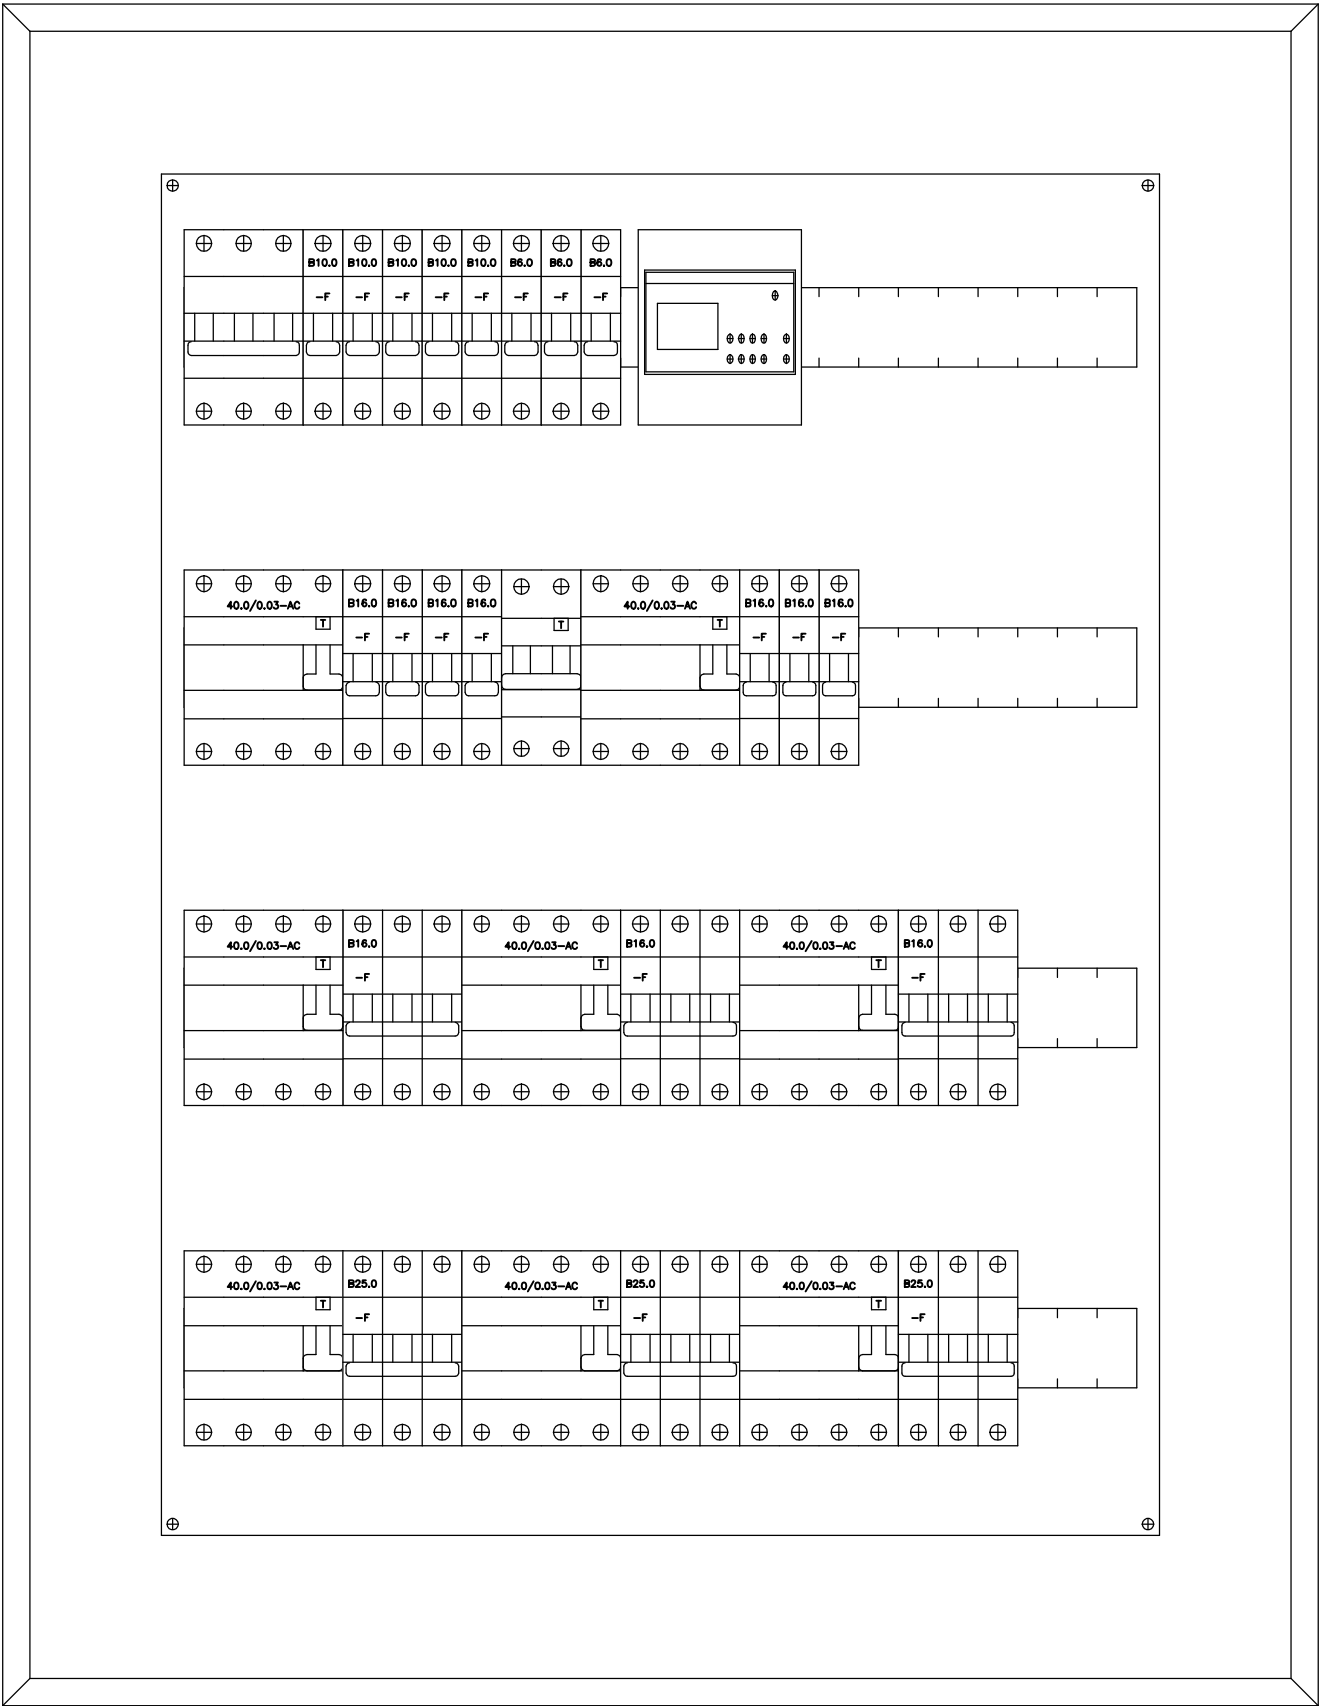 B10.0 B10.0 B10.0 B10.0 B10.0 B6.0 B6.0 B6.0
-F -F -F -F -F -F -F -F
40.0/0.03-AC B16.0 B16.0 B16.0 B16.0 40.0/0.03-AC B16.0 B16.0 B16.0
T T T
-F -F -F -F -F -F -F
40.0/0.03-AC B16.0 40.0/0.03-AC B16.0 40.0/0.03-AC B16.0
T T T
-F -F -F
40.0/0.03-AC B25.0 40.0/0.03-AC B25.0 40.0/0.03-AC B25.0
T T T
-F -F -F